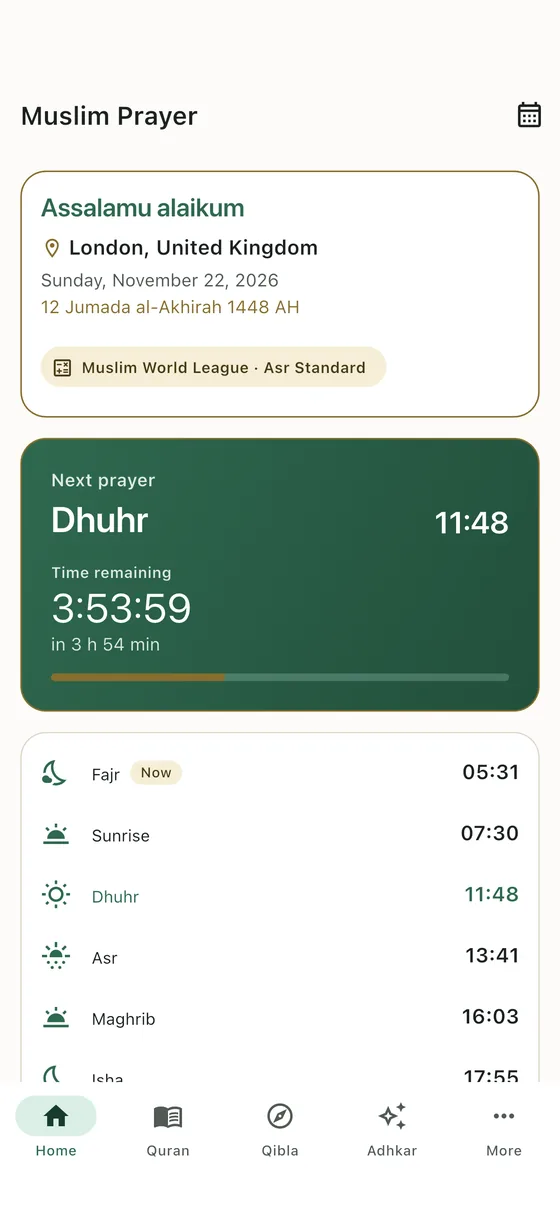 Muslim Prayer
Assalamu alaikum
London, United Kingdom
Sunday, November 22, 2026
12 Jumada al-Akhirah 1448 AH
Muslim World League · Asr Standard
Next prayer
Dhuhr 11:48
Time remaining
3:53:59
in 3 h 54 min
Fajr Now 05:31
Sunrise 07:30
Dhuhr 11:48
Asr 13:41
Maghrib 16:03
Isha 17:55
Home Quran Qibla Adhkar More